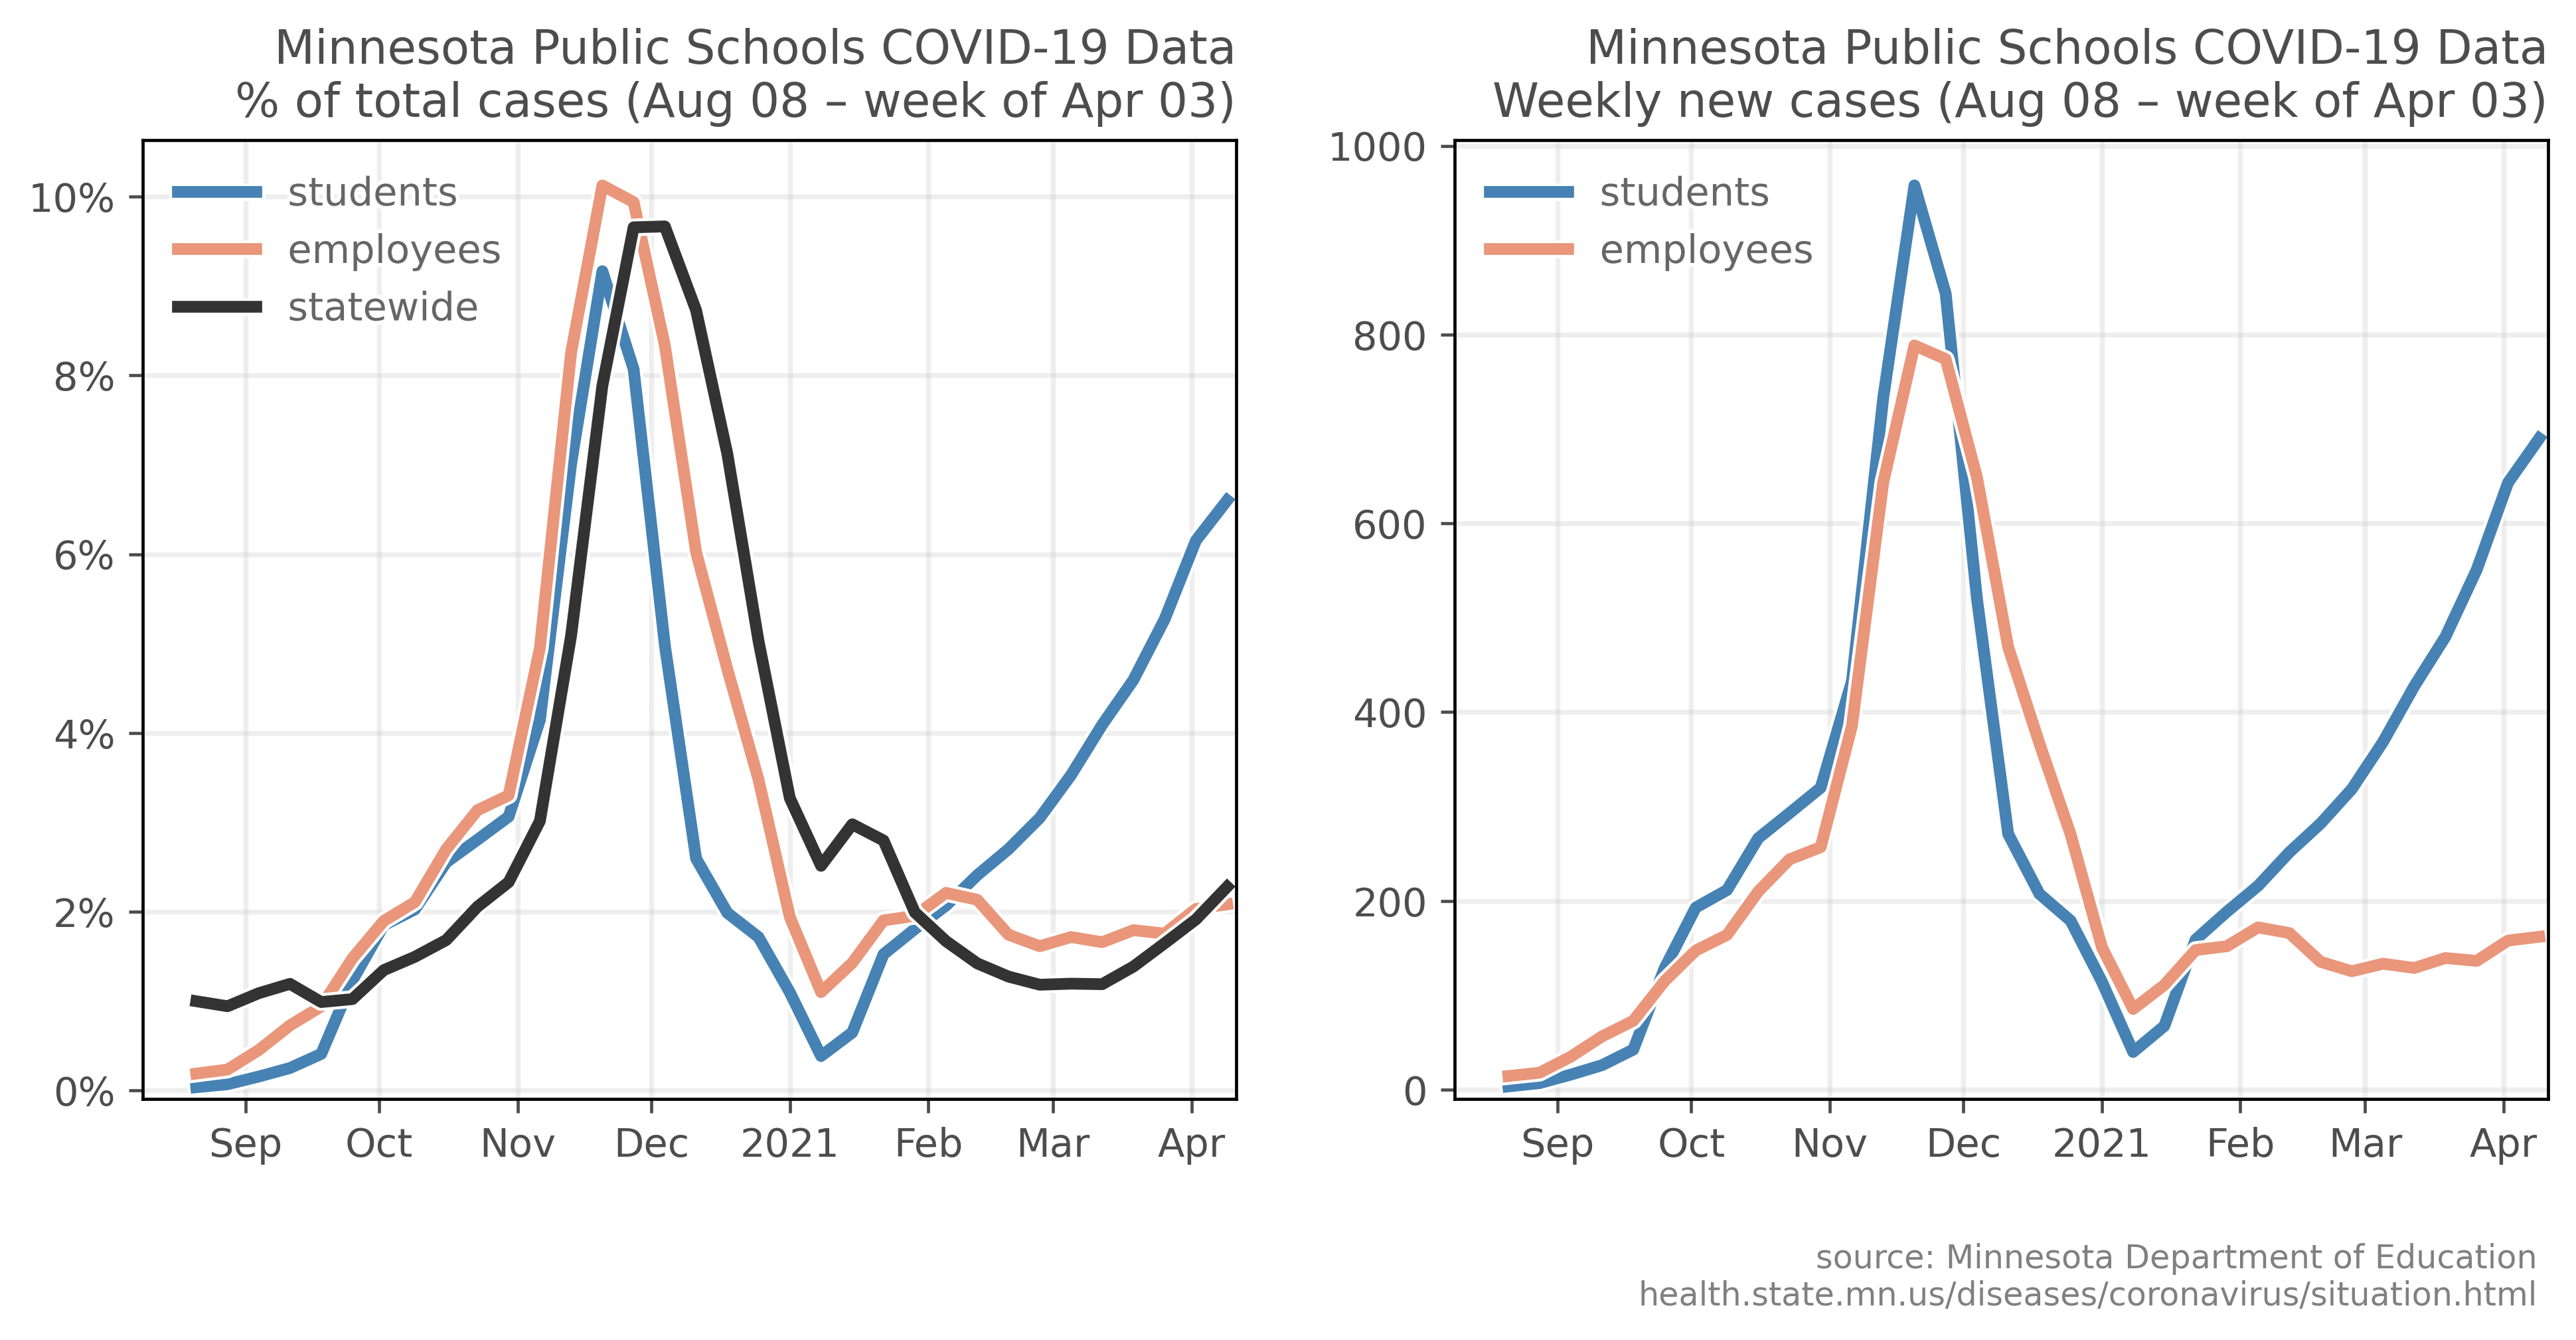 Minnesota Public Schools COVID-19 Data
% of total cases (Aug 08 – week of Apr 03)
10%
8%
6%
4%
2%
0%
students
employees
statewide
Sep Oct Nov Dec 2021 Feb Mar Apr
Minnesota Public Schools COVID-19 Data
Weekly new cases (Aug 08 – week of Apr 03)
1000
800
600
400
200
0
students
employees
Sep Oct Nov Dec 2021 Feb Mar Apr
source: Minnesota Department of Education
health.state.mn.us/diseases/coronavirus/situation.html